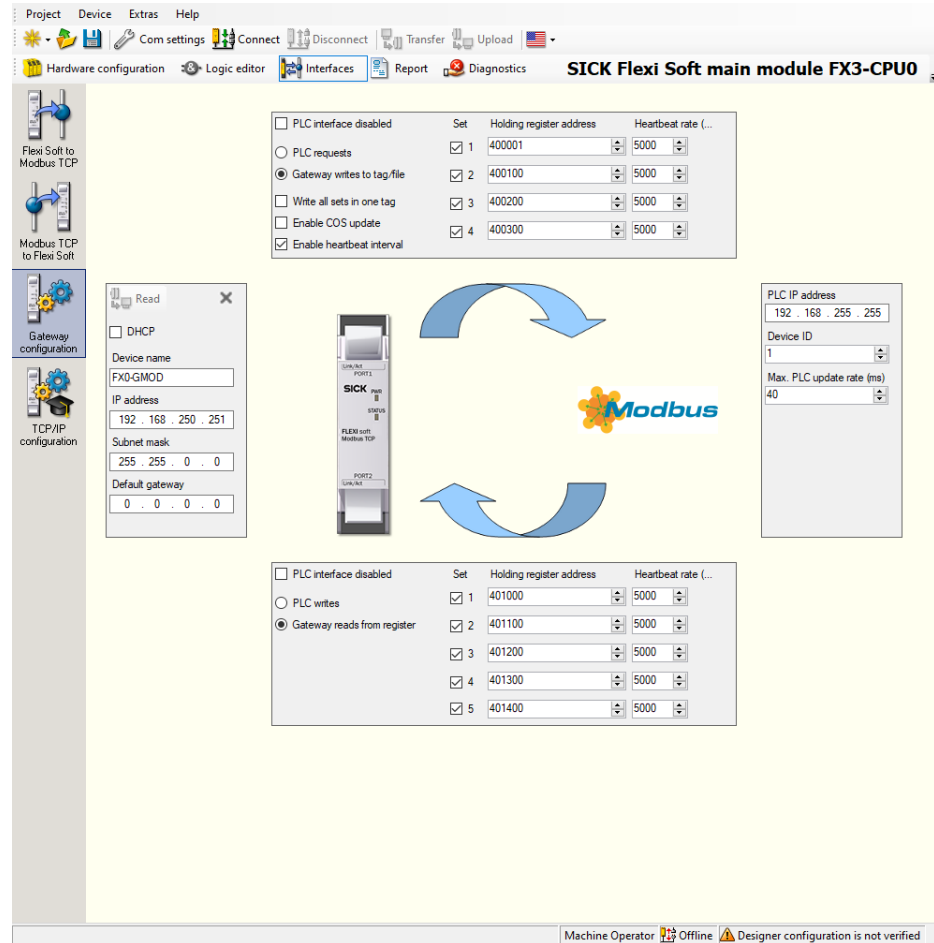 Project Device Extras Help
Com settings Connect Disconnect Transfer Upload
Hardware configuration Logic editor Interfaces Report Diagnostics SICK Flexi Soft main module FX3-CPU0
Flexi Soft to
Modbus TCP
Modbus TCP
to Flexi Soft
Gateway
configuration
TCP/IP
configuration
PLC interface disabled Set Holding register address Heartbeat rate (...
PLC requests
Gateway writes to tag/file
Write all sets in one tag
Enable COS update
Enable heartbeat interval
1 400001 5000
2 400100 5000
3 400200 5000
4 400300 5000
Read
DHCP
Device name
FX0-GMOD
IP address
192 . 168 . 250 . 251
Subnet mask
255 . 255 . 0 . 0
Default gateway
0 . 0 . 0 . 0
Link/Act
PORT1
SICK PWR
STATUS
FLEXI soft
Modbus TCP
PORT2
Link/Act
Modbus
PLC IP address
192 . 168 . 255 . 255
Device ID
1
Max. PLC update rate (ms)
40
PLC interface disabled Set Holding register address Heartbeat rate (...
PLC writes
Gateway reads from register
1 401000 5000
2 401100 5000
3 401200 5000
4 401300 5000
5 401400 5000
Machine Operator Offline Designer configuration is not verified